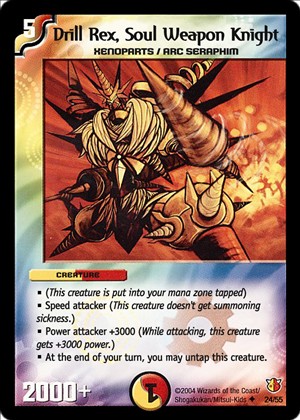 5
Drill Rex, Soul Weapon Knight
XENOPARTS / ARC SERAPHIM
CREATURE
▪ (This creature is put into your mana zone tapped)
▪ Speed attacker (This creature doesn't get summoning
sickness.)
▪ Power attacker +3000 (While attacking, this creature
gets +3000 power.)
▪ At the end of your turn, you may untap this creature.
2000+
©2004 Wizards of the Coast/
Shogakukan/Mitsui-Kids ♦ 24/55